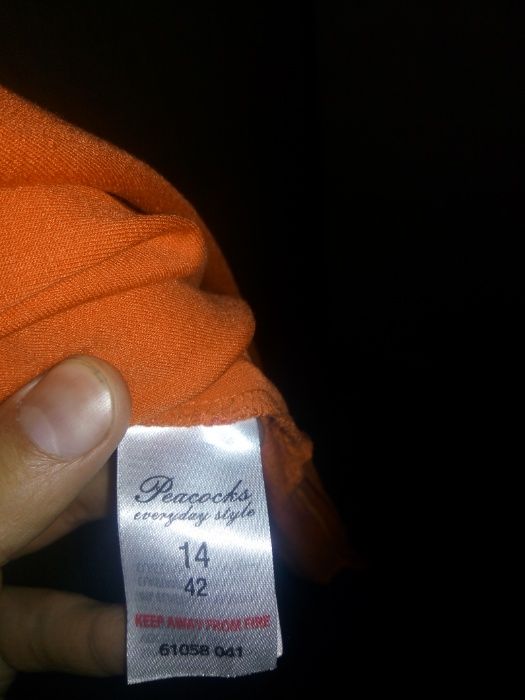 Peacocks
everyday style
14
42
KEEP AWAY FROM FIRE
61058 041